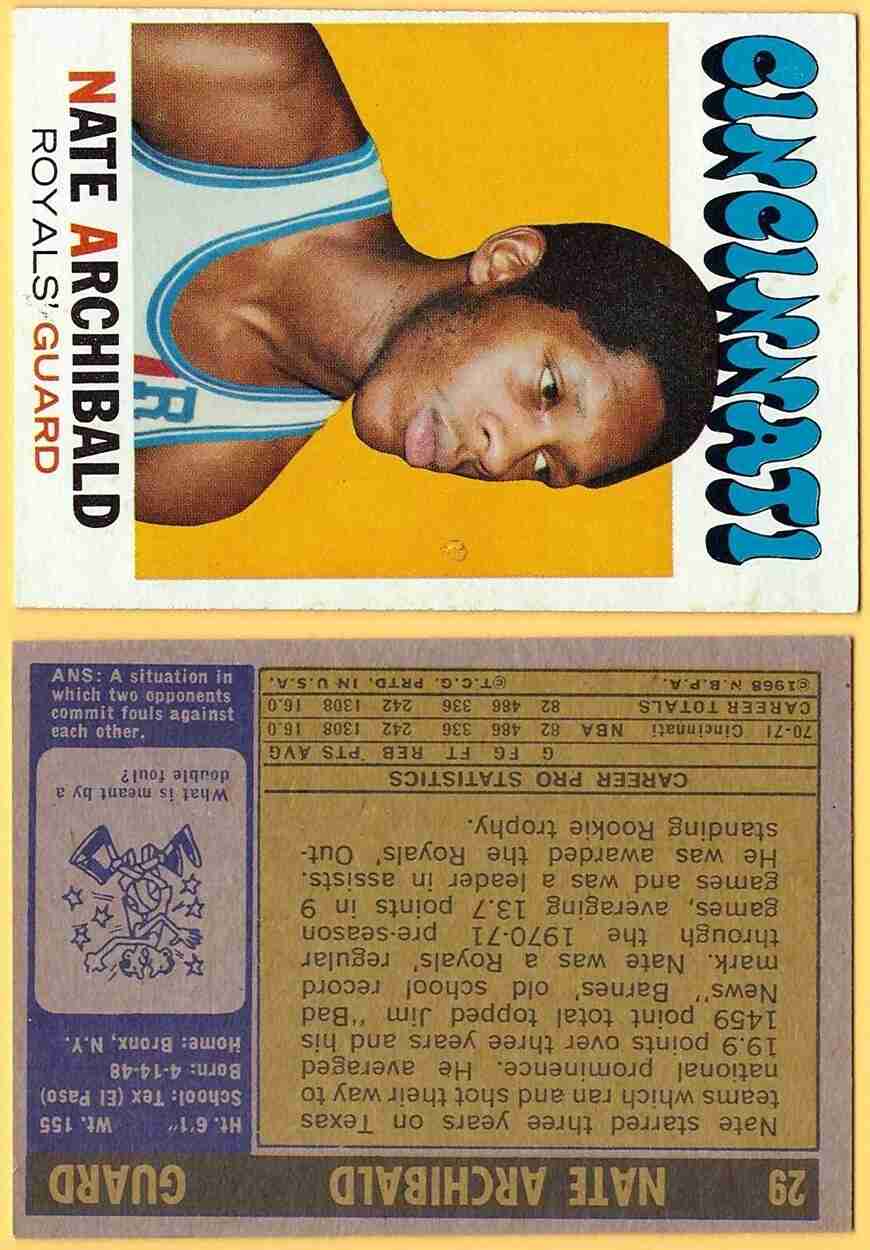 CINCINNATI
NATE ARCHIBALD
ROYALS' GUARD
R
29 NATE ARCHIBALD GUARD
Nate starred three years on Texas
teams which ran and shot their way to
national prominence. He averaged
19.9 points over three years and his
1459 point total topped Jim "Bad
News" Barnes' old school record
mark. Nate was a Royals' regular
through the 1970-71 pre-season
games, averaging 13.7 points in 9
games and was a leader in assists.
He was awarded the Royals' Out-
standing Rookie trophy.
CAREER PRO STATISTICS
G FG FT REB PTS AVG
70-71 Cincinnati NBA 82 486 336 242 1308 16.0
CAREER TOTALS 82 486 336 242 1308 16.0
©1968 N.B.P.A. ©T.C.G. PRTD. IN U.S.A.
Ht. 6'1" Wt. 155
School: Tex (El Paso)
Born: 4-14-48
Home: Bronx, N.Y.
What is meant by a
double foul?
ANS: A situation in
which two opponents
commit fouls against
each other.